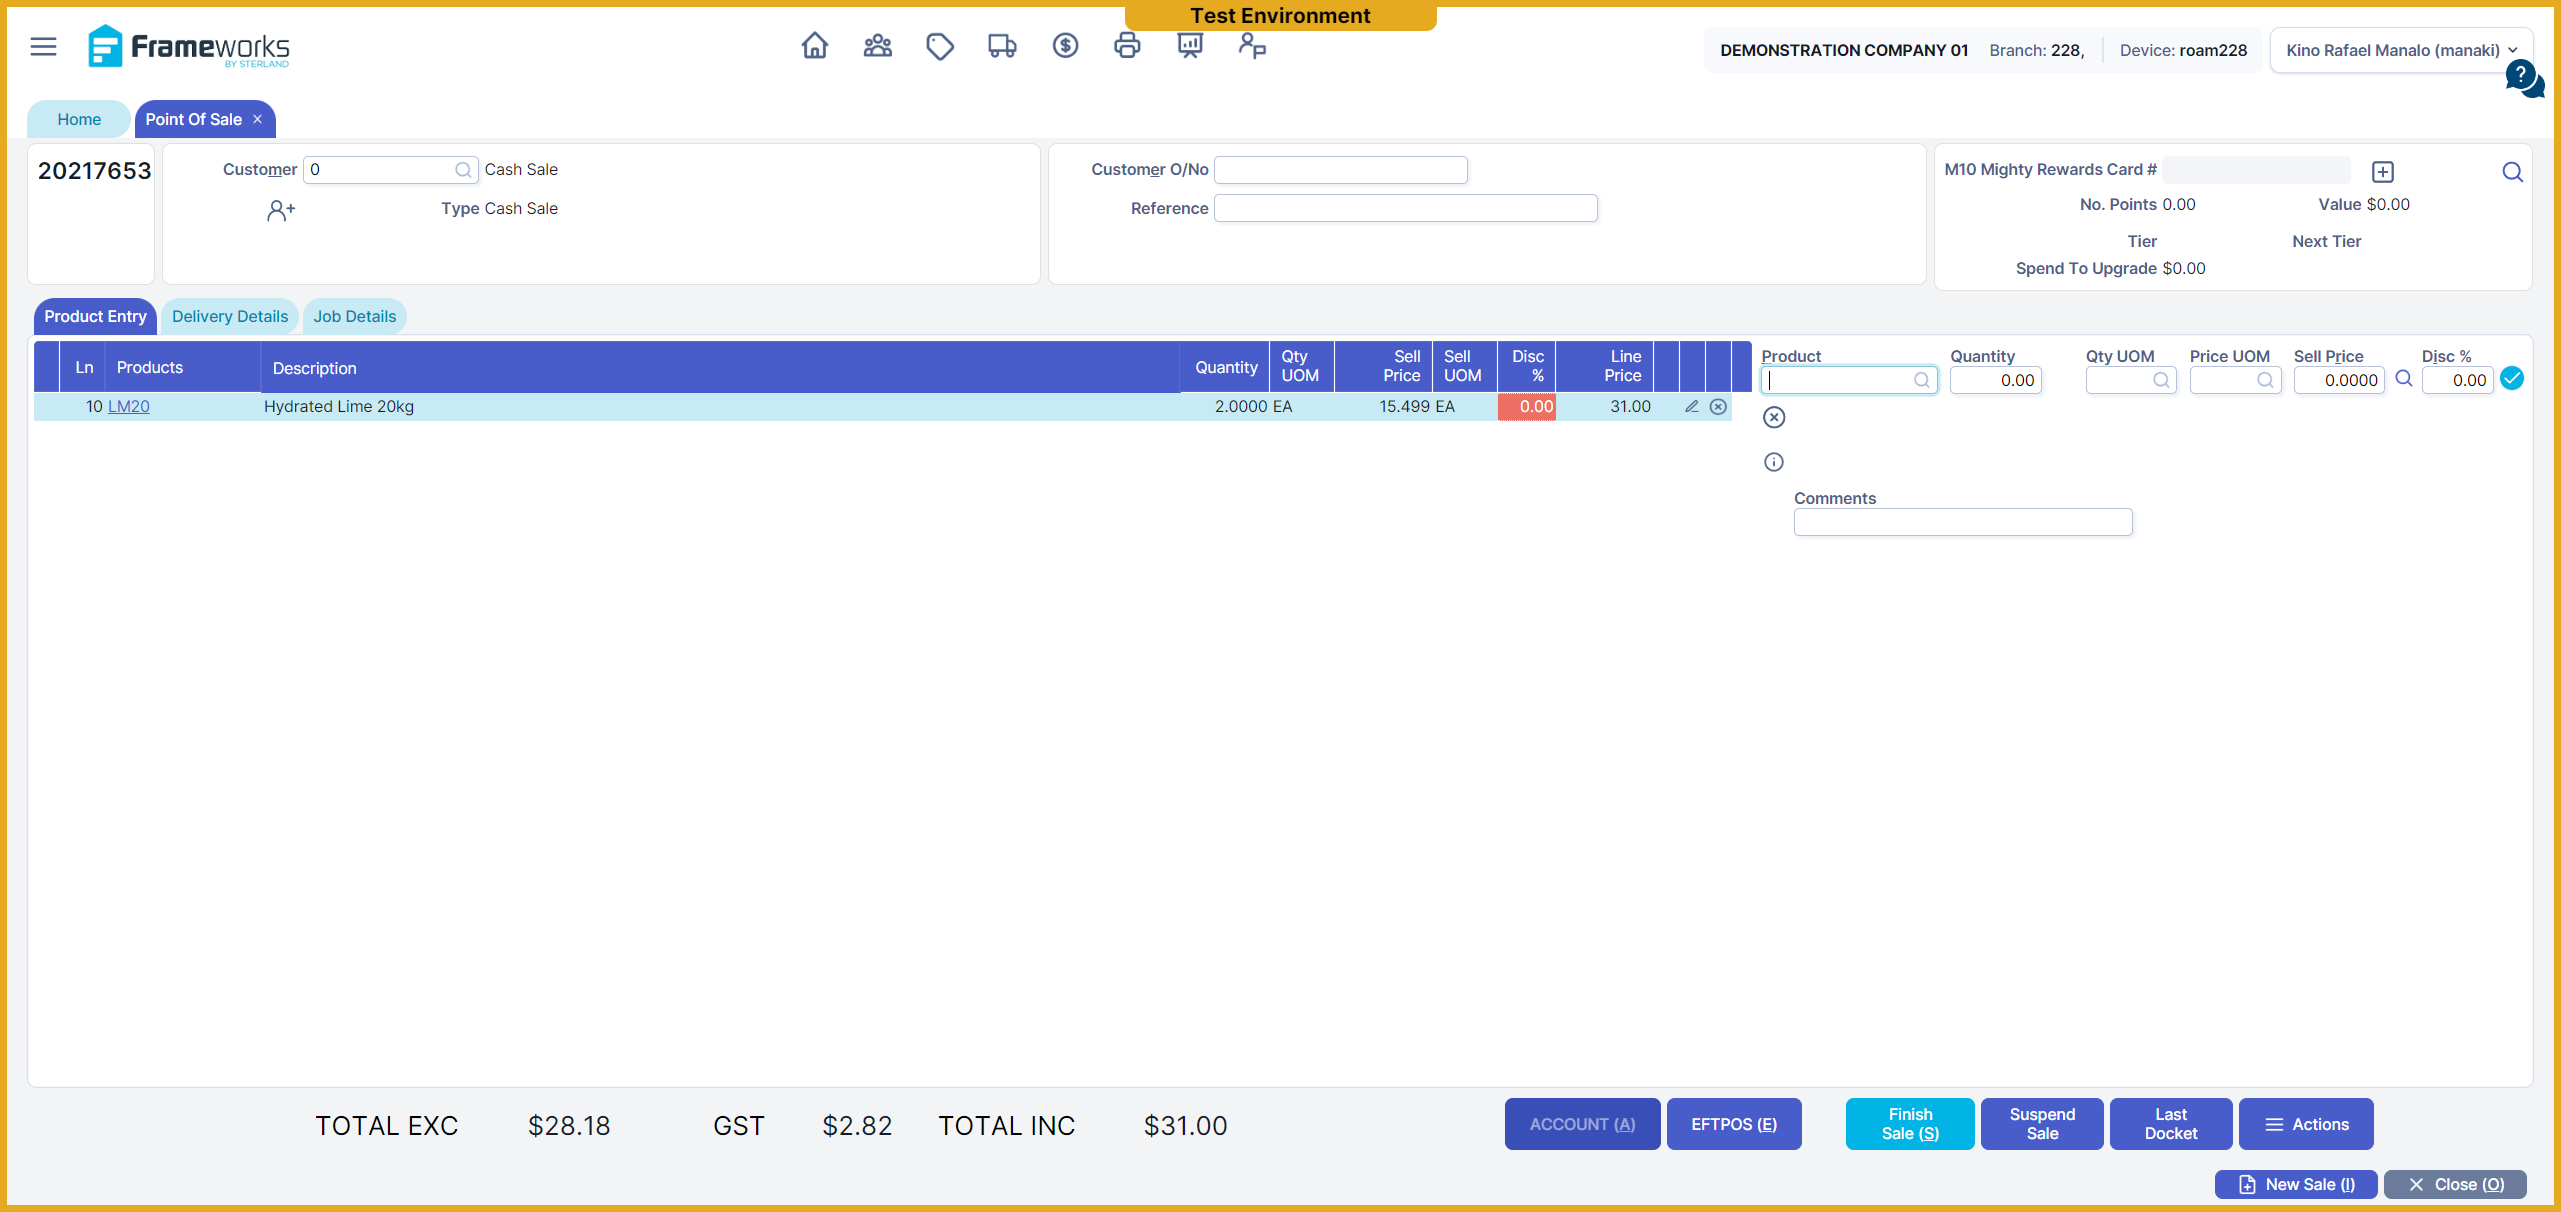 Test Environment
Frameworks
BY STERLAND
DEMONSTRATION COMPANY 01 Branch: 228, Device: roam228 Kino Rafael Manalo (manaki)
?
Home Point Of Sale ×
20217653
Customer 0 Cash Sale
Type Cash Sale
Customer O/No
Reference
M10 Mighty Rewards Card #
No. Points 0.00 Value $0.00
Tier Next Tier
Spend To Upgrade $0.00
Product Entry Delivery Details Job Details
Ln Products Description Quantity Qty UOM Sell Price Sell UOM Disc % Line Price
10 LM20 Hydrated Lime 20kg 2.0000 EA 15.499 EA 0.00 31.00
Product Quantity Qty UOM Price UOM Sell Price Disc %
0.00 0.0000 0.00
Comments
TOTAL EXC $28.18 GST $2.82 TOTAL INC $31.00
ACCOUNT (A) EFTPOS (E) Finish Sale (S) Suspend Sale Last Docket Actions
New Sale (I) Close (O)